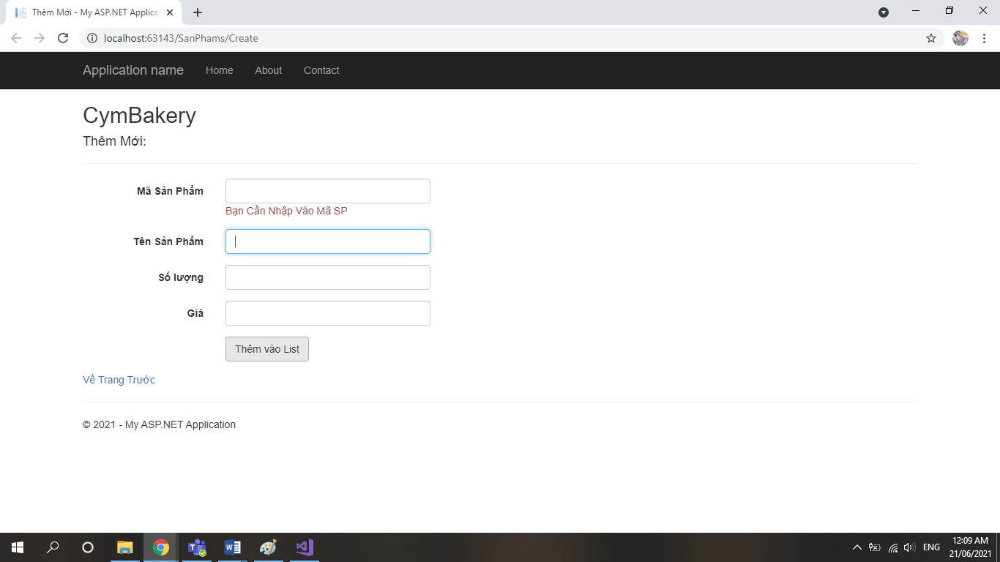 Thêm Mới - My ASP.NET Applica
localhost:63143/SanPhams/Create
Application name Home About Contact
CymBakery
Thêm Mới:
Mã Sản Phẩm
Bạn Cần Nhập Vào Mã SP
Tên Sản Phẩm
Số lượng
Giá
Thêm vào List
Về Trang Trước
© 2021 - My ASP.NET Application
ENG
12:09 AM
21/06/2021